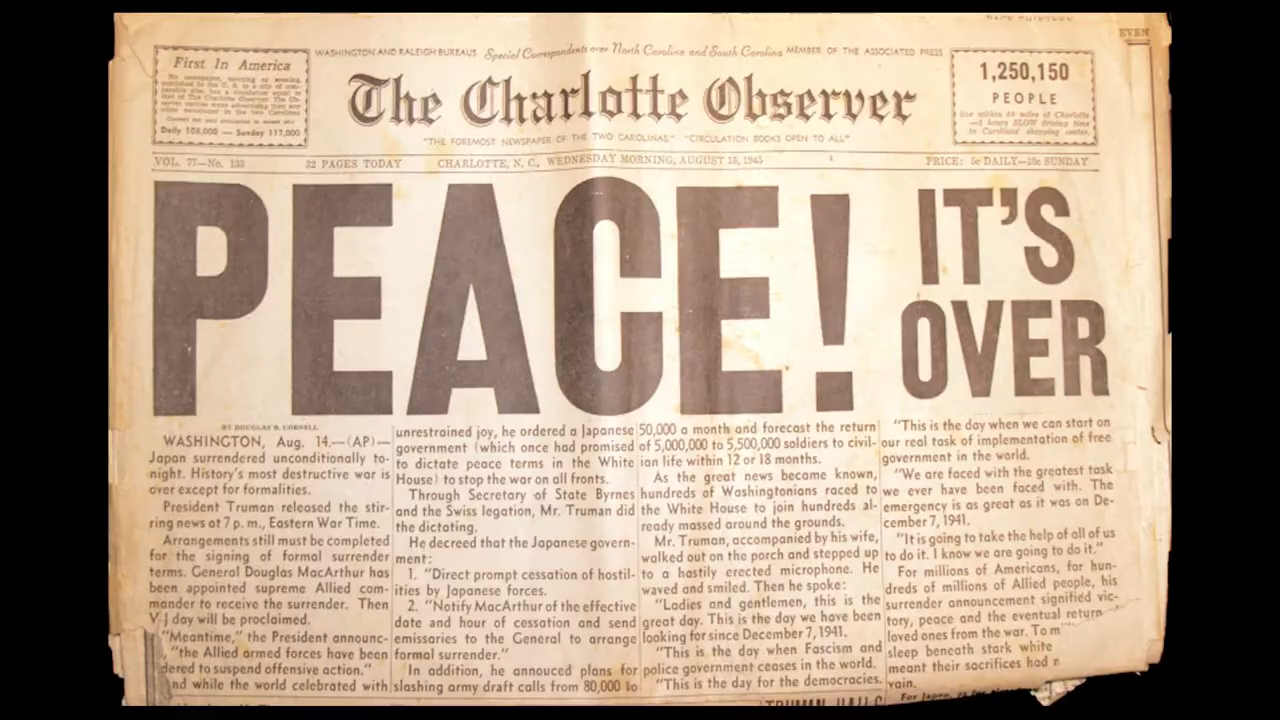 EVEN
WASHINGTON AND RALEIGH BUREAUS Special Correspondents over North Carolina and South Carolina MEMBER OF THE ASSOCIATED PRESS
First In America
Daily 108,000 — Sunday 117,000
The Charlotte Observer
1,250,150
PEOPLE
live within 60 miles of Charlotte
—3 hours SLOW driving time
to Carolinas' shopping center.
"THE FOREMOST NEWSPAPER OF THE TWO CAROLINAS." "CIRCULATION BOOKS OPEN TO ALL"
VOL. 77—No. 135 32 PAGES TODAY CHARLOTTE, N. C., WEDNESDAY MORNING, AUGUST 15, 1945 PRICE: 5c DAILY—10c SUNDAY
PEACE!
IT'S
OVER
BY DOUGLAS B. CORNELL
WASHINGTON, Aug. 14.—(AP)—
Japan surrendered unconditionally to-
night. History's most destructive war is
over except for formalities.
President Truman released the stir-
ring news at 7 p. m., Eastern War Time.
Arrangements still must be completed
for the signing of formal surrender
terms. General Douglas MacArthur has
been appointed supreme Allied com-
mander to receive the surrender. Then
V-J day will be proclaimed.
"Meantime," the President announc-
, "the Allied armed forces have been
dered to suspend offensive action."
nd while the world celebrated with
unrestrained joy, he ordered a Japanese
government (which once had promised
to dictate peace terms in the White
House) to stop the war on all fronts.
Through Secretary of State Byrnes
and the Swiss legation, Mr. Truman did
the dictating.
He decreed that the Japanese govern-
ment:
1. "Direct prompt cessation of hostil-
ities by Japanese forces.
2. "Notify MacArthur of the effective
date and hour of cessation and send
emissaries to the General to arrange
formal surrender."
In addition, he annouced plans for
slashing army draft calls from 80,000 to
50,000 a month and forecast the return
of 5,000,000 to 5,500,000 soldiers to civil-
ian life within 12 or 18 months.
As the great news became known,
hundreds of Washingtonians raced to
the White House to join hundreds al-
ready massed around the grounds.
Mr. Truman, accompanied by his wife,
walked out on the porch and stepped up
to a hastily erected microphone. He
waved and smiled. Then he spoke:
"Ladies and gentlemen, this is the
great day. This is the day we have been
looking for since December 7, 1941.
"This is the day when Fascism and
police government ceases in the world.
"This is the day for the democracies.
"This is the day when we can start on
our real task of implementation of free
government in the world.
"We are faced with the greatest task
we ever have been faced with. The
emergency is as great as it was on De-
cember 7, 1941.
"It is going to take the help of all of us
to do it. I know we are going to do it."
For millions of Americans, for hun-
dreds of millions of Allied people, his
surrender announcement signified vic-
tory, peace and the eventual return
loved ones from the war. To m
sleep beneath stark white
meant their sacrifices had n
vain.
For Japan,